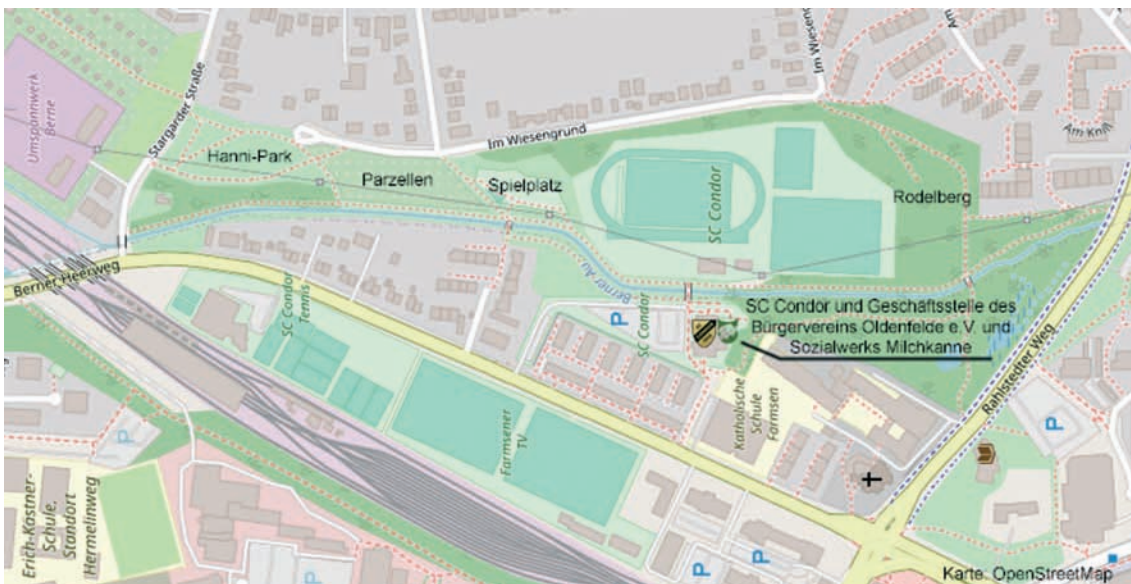 Umspannwerk
Berne
Stargarder Straße
Im Wiesengrund
Im Wiesen
Am
Am Knill
Hanni-Park
Parzellen
Spielplatz
SC Condor
Rodelberg
Berner Heerweg
SC Condor
Tennis
Berner Au
SC Condor
P
SC Condor und Geschäftsstelle des
Bürgervereins Oldenfelde e.V. und
Sozialwerks Milchkanne
Rahlstedter Weg
Katholische
Schule
Farmsen
Farmsener
TV
P
P
P
P
Erich-Kästner-
Schule,
Standort
Hermelinweg
Karte: OpenStreetMap